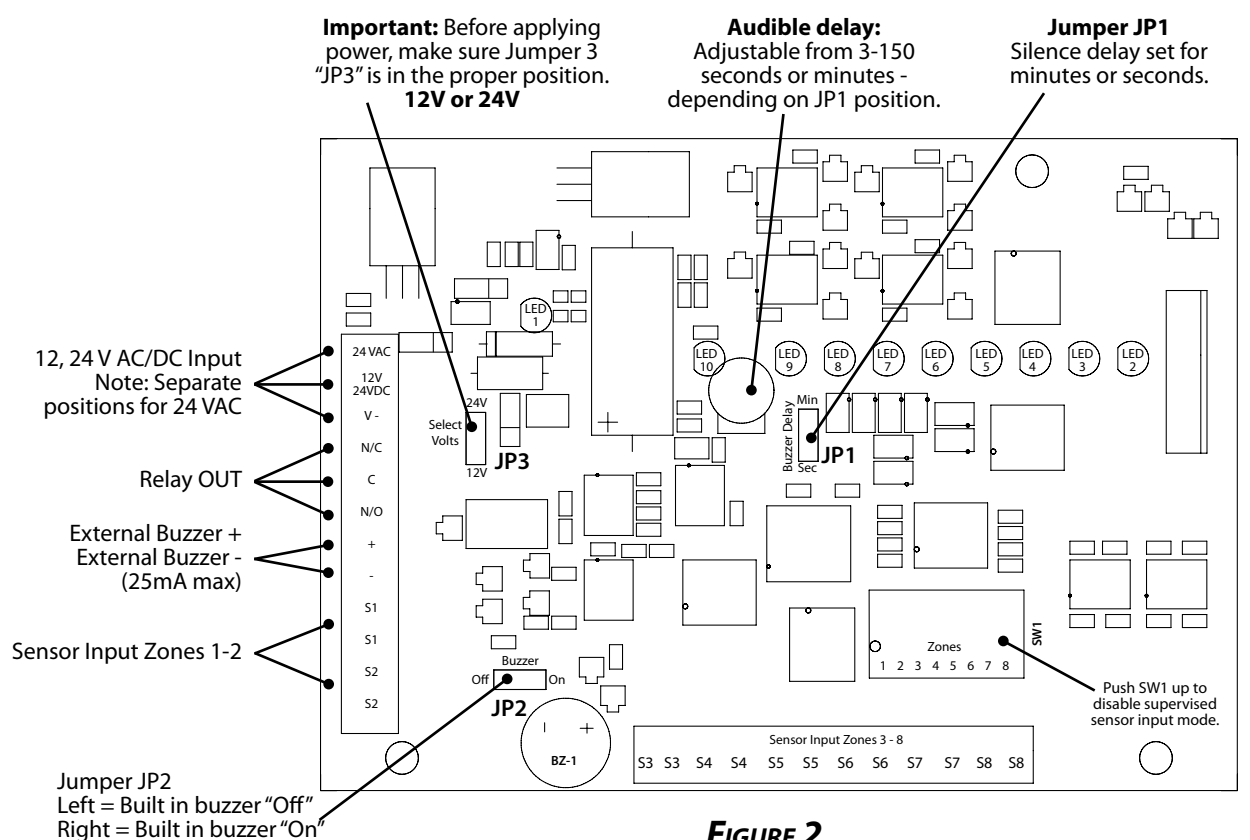 Important: Before applying
power, make sure Jumper 3
“JP3” is in the proper position.
12V or 24V
Audible delay:
Adjustable from 3-150
seconds or minutes -
depending on JP1 position.
Jumper JP1
Silence delay set for
minutes or seconds.
12, 24 V AC/DC Input
Note: Separate
positions for 24 VAC
Relay OUT
External Buzzer +
External Buzzer -
(25mA max)
Sensor Input Zones 1-2
24 VAC
12V
24VDC
V -
N/C
C
N/O
+
-
S1
S1
S2
S2
LED
1
24V
Select
Volts
12V
JP3
LED
10
LED
9
LED
8
LED
7
LED
6
LED
5
LED
4
LED
3
LED
2
+
Buzzer Delay
Min
Sec
JP1
Zones
1 2 3 4 5 6 7 8
SW1
Push SW1 up to
disable supervised
sensor input mode.
Buzzer
Off
On
JP2
- +
BZ-1
Sensor Input Zones 3 - 8
S3 S3 S4 S4 S5 S5 S6 S6 S7 S7 S8 S8
Jumper JP2
Left = Built in buzzer “Off”
Right = Built in buzzer “On”
FIGURE 2